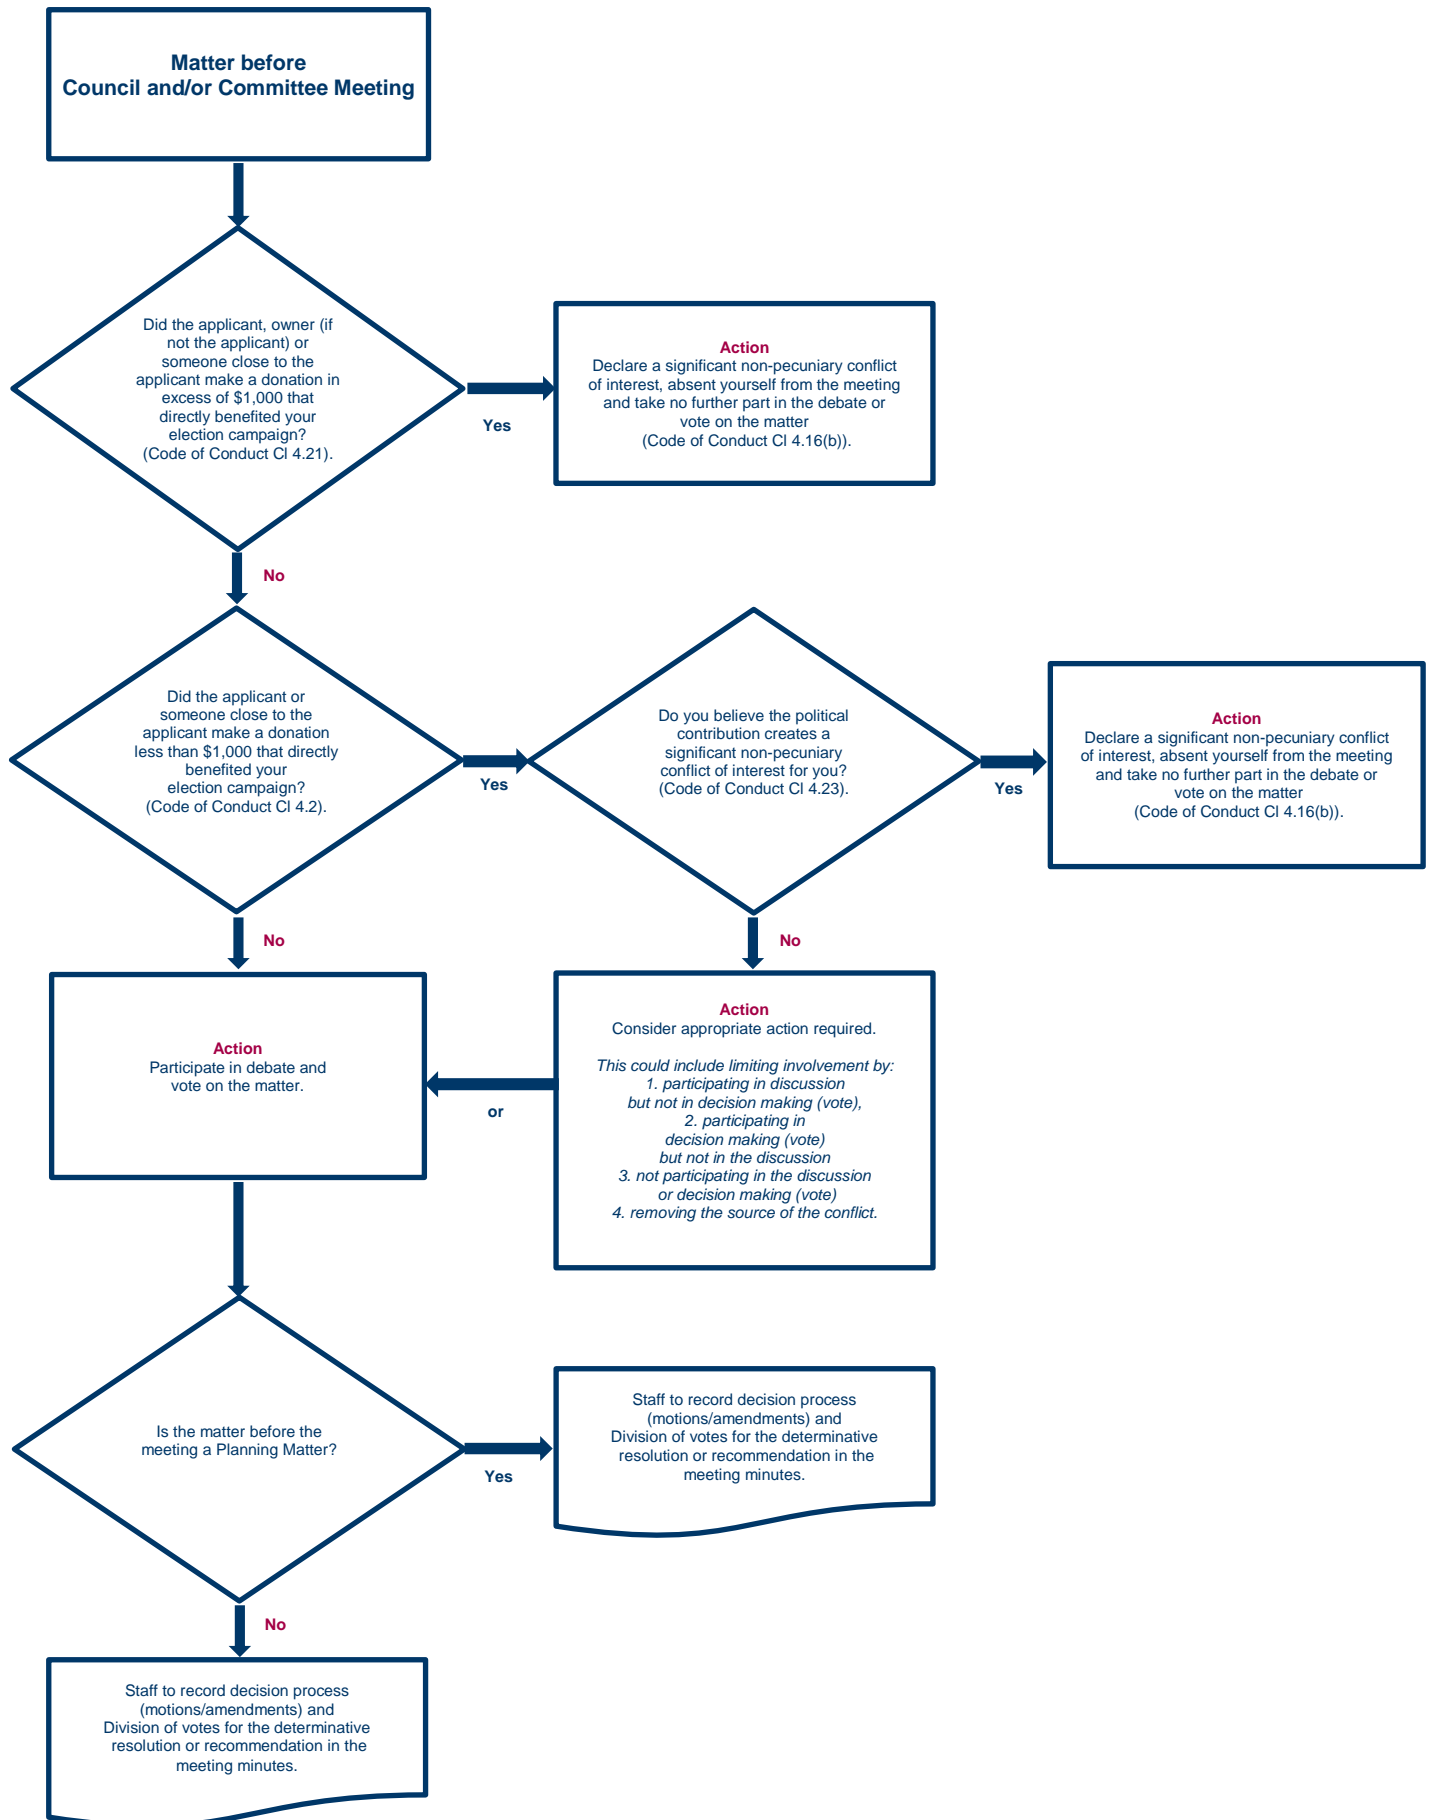 Matter before
Council and/or Committee Meeting
Did the applicant, owner (if
not the applicant) or
someone close to the
applicant make a donation in
excess of $1,000 that
directly benefited your
election campaign?
(Code of Conduct Cl 4.21).
Yes
Action
Declare a significant non-pecuniary conflict
of interest, absent yourself from the meeting
and take no further part in the debate or
vote on the matter
(Code of Conduct Cl 4.16(b)).
No
Did the applicant or
someone close to the
applicant make a donation
less than $1,000 that directly
benefited your
election campaign?
(Code of Conduct Cl 4.2).
Yes
Do you believe the political
contribution creates a
significant non-pecuniary
conflict of interest for you?
(Code of Conduct Cl 4.23).
Yes
Action
Declare a significant non-pecuniary conflict
of interest, absent yourself from the meeting
and take no further part in the debate or
vote on the matter
(Code of Conduct Cl 4.16(b)).
No
No
Action
Participate in debate and
vote on the matter.
or
Action
Consider appropriate action required.
This could include limiting involvement by:
1. participating in discussion
but not in decision making (vote),
2. participating in
decision making (vote)
but not in the discussion
3. not participating in the discussion
or decision making (vote)
4. removing the source of the conflict.
Is the matter before the
meeting a Planning Matter?
Yes
Staff to record decision process
(motions/amendments) and
Division of votes for the determinative
resolution or recommendation in the
meeting minutes.
No
Staff to record decision process
(motions/amendments) and
Division of votes for the determinative
resolution or recommendation in the
meeting minutes.